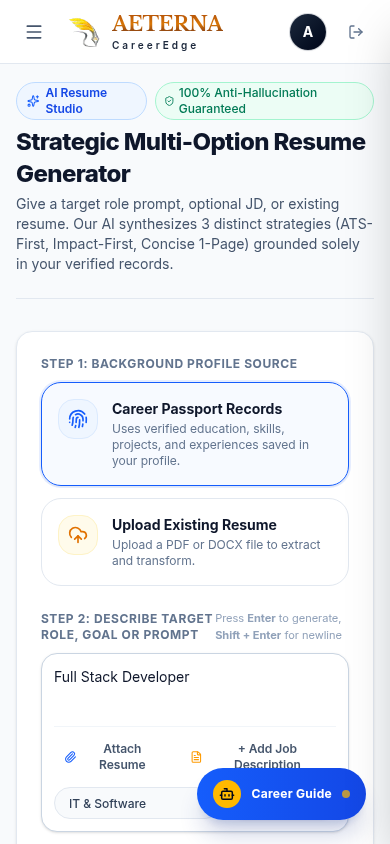 AETERNA
CareerEdge
A
AI Resume
Studio
100% Anti-Hallucination
Guaranteed
Strategic Multi-Option Resume
Generator
Give a target role prompt, optional JD, or existing
resume. Our AI synthesizes 3 distinct strategies (ATS-
First, Impact-First, Concise 1-Page) grounded solely
in your verified records.
STEP 1: BACKGROUND PROFILE SOURCE
Career Passport Records
Uses verified education, skills,
projects, and experiences saved in
your profile.
Upload Existing Resume
Upload a PDF or DOCX file to extract
and transform.
STEP 2: DESCRIBE TARGET
ROLE, GOAL OR PROMPT
Press Enter to generate,
Shift + Enter for newline
Full Stack Developer
Attach
Resume
+ Add Job
Description
IT & Software
Career Guide